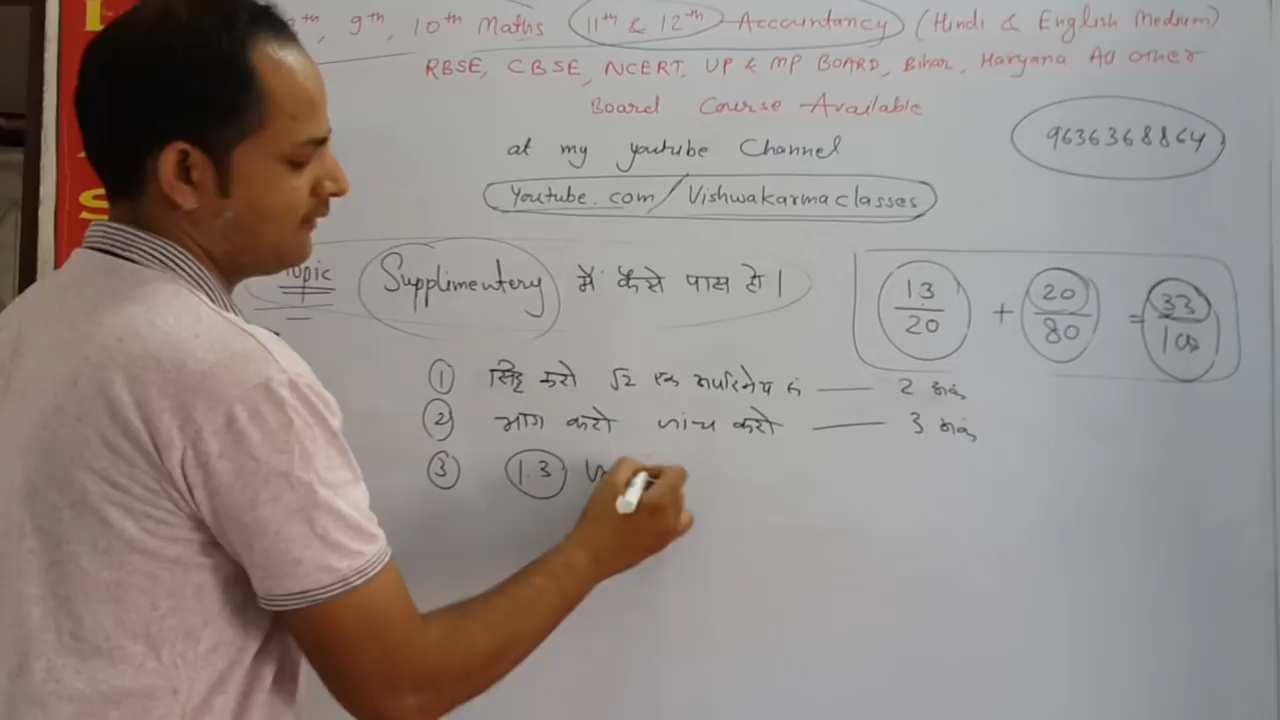 th, 9th, 10th Maths 11th & 12th Accountancy (Hindi & English Medium)
RBSE, CBSE, NCERT, UP & MP BOARD, Bihar, Haryana All other
Board Course Available
at my youtube Channel
9636368864
Youtube.com/Vishwakarmaclasses
Topic Supplimentery में कैसे पास हो।
13/20 + 20/80 = 33/100
① सिद्ध करो √2 एक अपरिमेय सं — 2 अंक
② भाग करो जांच करो — 3 अंक
③ 1.3